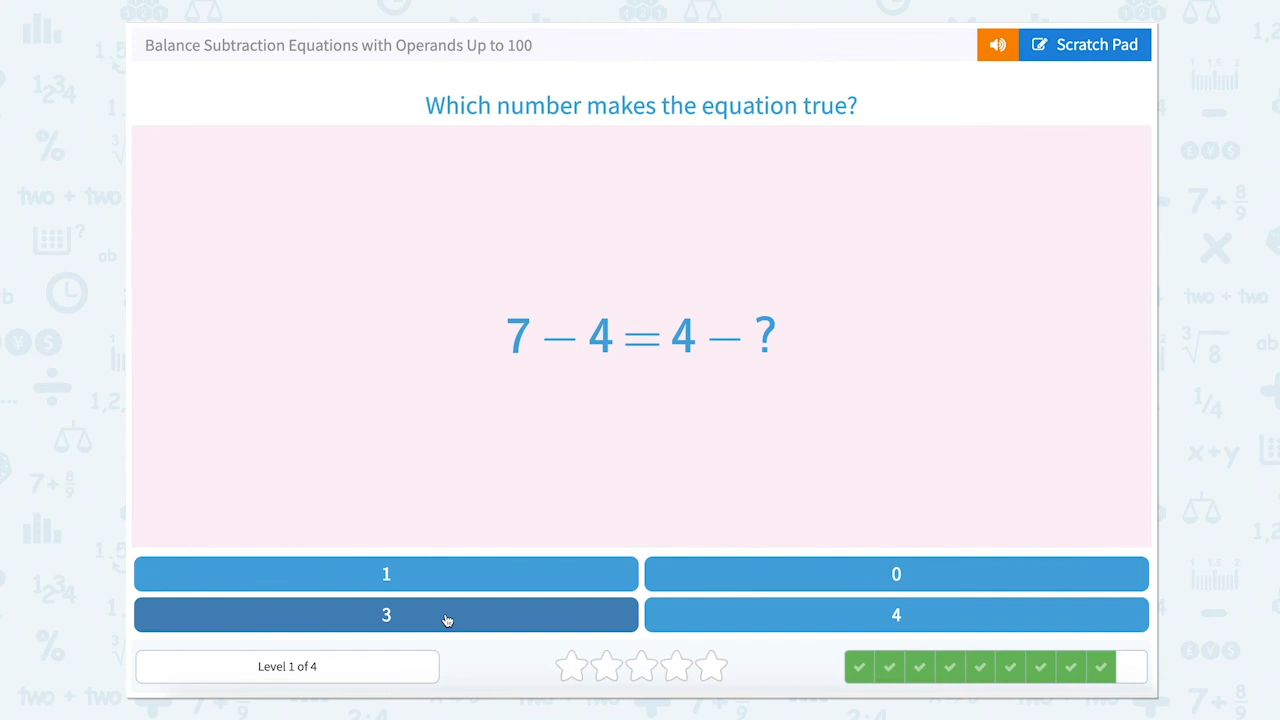 Balance Subtraction Equations with Operands Up to 100
Scratch Pad
Which number makes the equation true?
7 − 4 = 4 − ?
1
0
3
4
Level 1 of 4